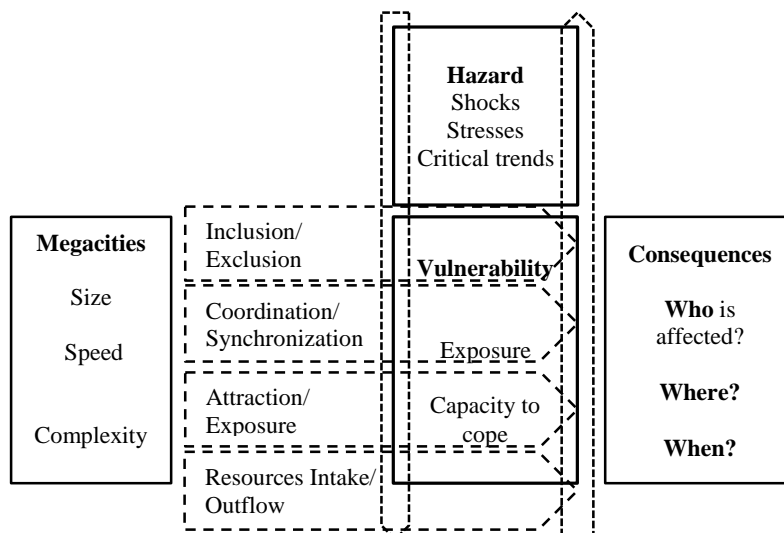 Hazard
Shocks
Stresses
Critical trends
Megacities
Size
Speed
Complexity
Inclusion/
Exclusion
Coordination/
Synchronization
Attraction/
Exposure
Resources Intake/
Outflow
Vulnerability
Exposure
Capacity to
cope
Consequences
Who is
affected?
Where?
When?